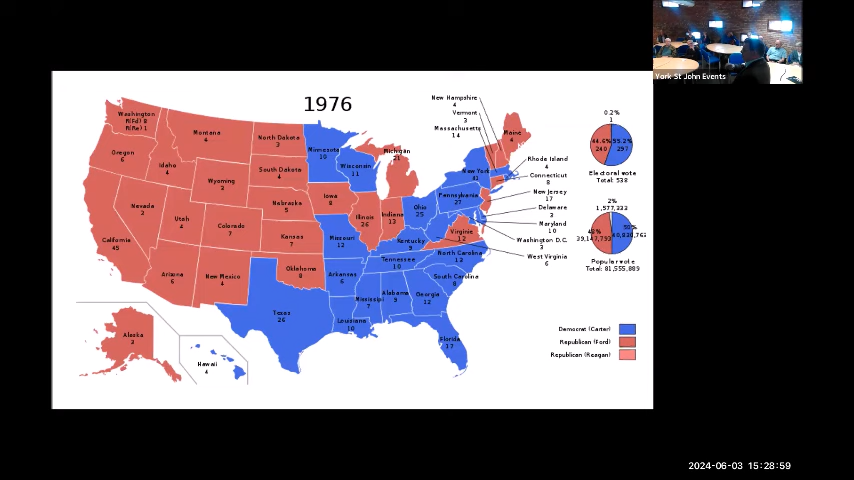 York St John Events
1976
New Hampshire
4
Vermont
3
Massachusetts
14
Washington
R(Fd) 8
R(Re) 1
Oregon
6
Montana
4
Idaho
4
Wyoming
3
North Dakota
3
South Dakota
4
Nebraska
5
Kansas
7
Nevada
3
Utah
4
Colorado
7
California
45
Arizona
6
New Mexico
4
Oklahoma
8
Texas
26
Minnesota
10
Wisconsin
11
Michigan
21
Iowa
8
Illinois
26
Indiana
13
Ohio
25
Missouri
12
Kentucky
9
Tennessee
10
Arkansas
6
Louisiana
10
Mississipi
7
Alabama
9
Georgia
12
Florida
17
South Carolina
8
North Carolina
13
Virginia
12
Pennsylvania
27
New York
41
Maine
4
Rhode Island
4
Connecticut
8
New Jersey
17
Delaware
3
Maryland
10
Washington D.C.
3
West Virginia
6
Alaska
3
Hawaii
4
0.2%
1
44.6%
240
55.2%
297
Electoral vote
Total: 538
2%
1,577,333
48%
39,147,793
50%
40,830,763
Popular vote
Total: 81,555,889
Democrat (Carter)
Republican (Ford)
Republican (Reagan)
2024-06-03 15:28:59